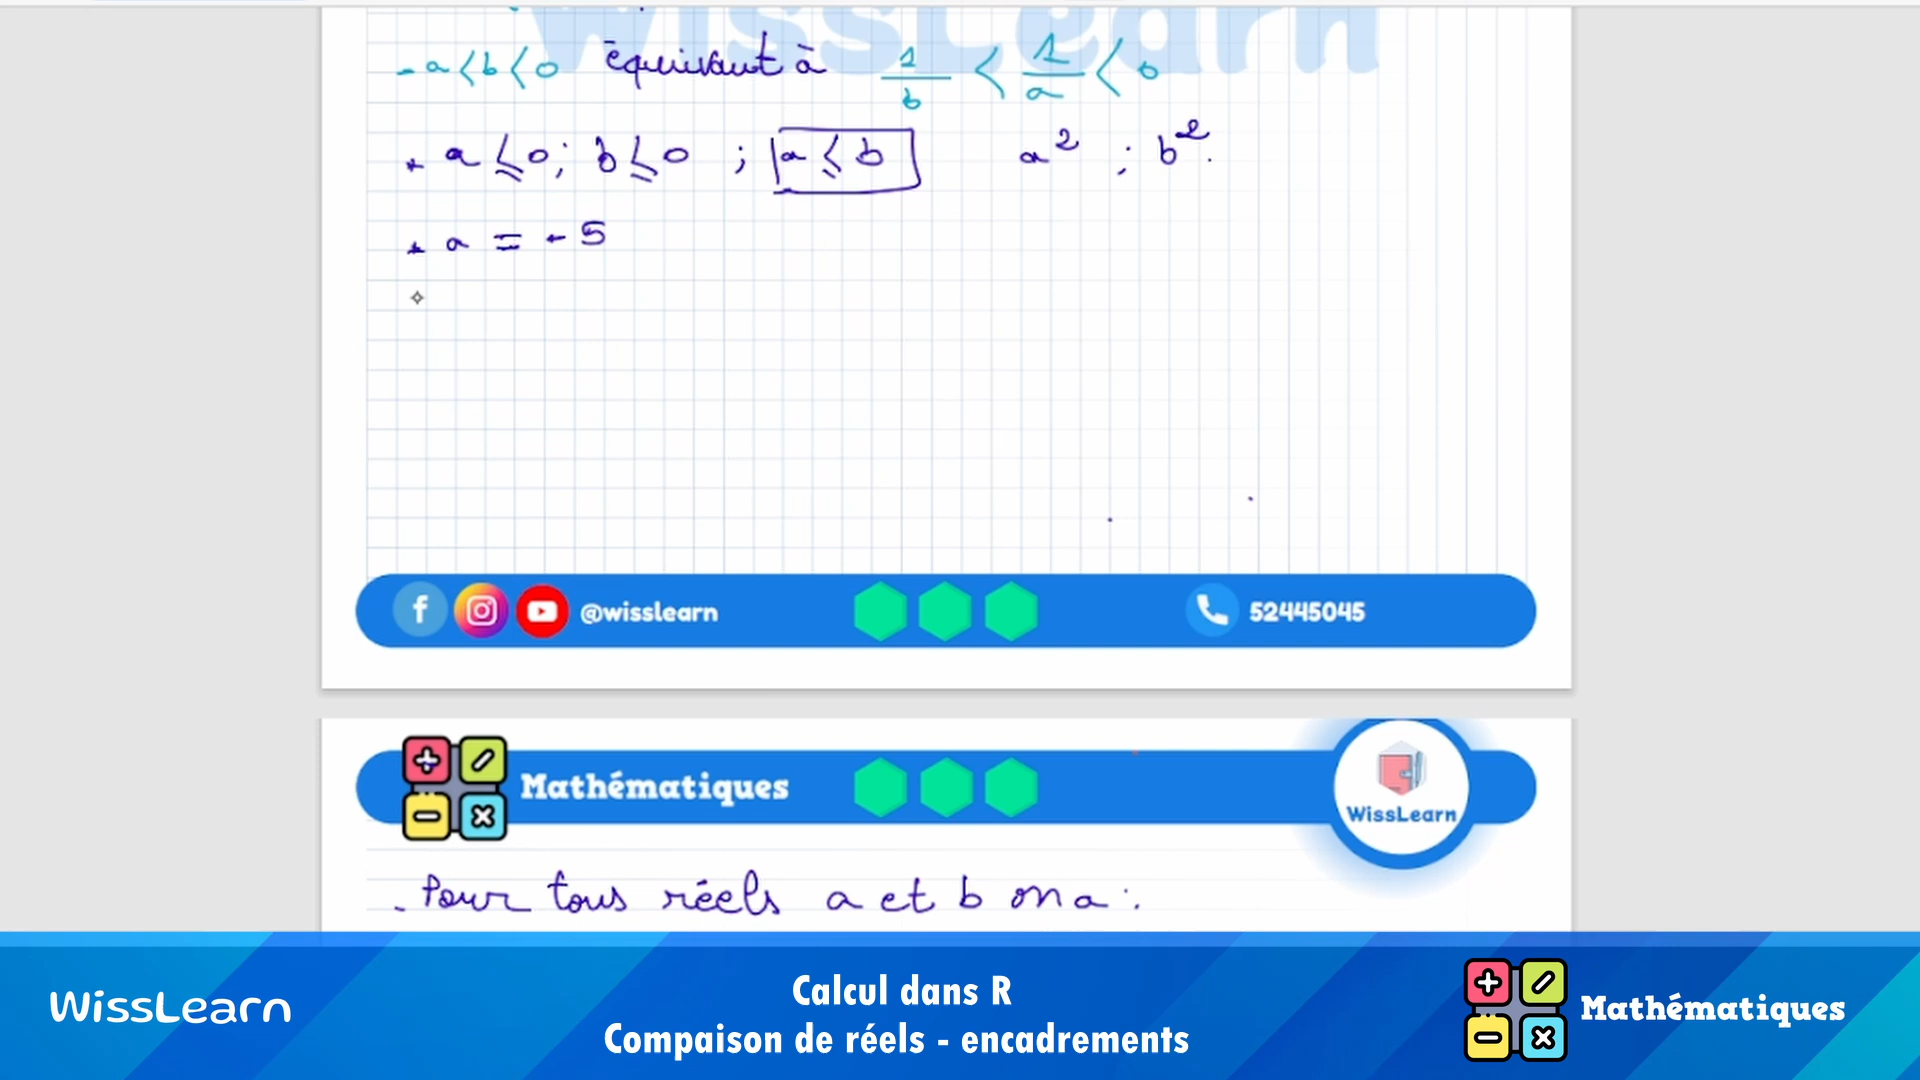 WissLearn
- a < b < 0 équivaut à 1/b < 1/a < 0
* a ≤ 0 ; b ≤ 0 ; a ≤ b a² ; b².
* a = - 5
@wisslearn 52445045
Mathématiques
WissLearn
. Pour tous réels a et b on a :
WissLearn
Calcul dans R
Compaison de réels - encadrements
Mathématiques